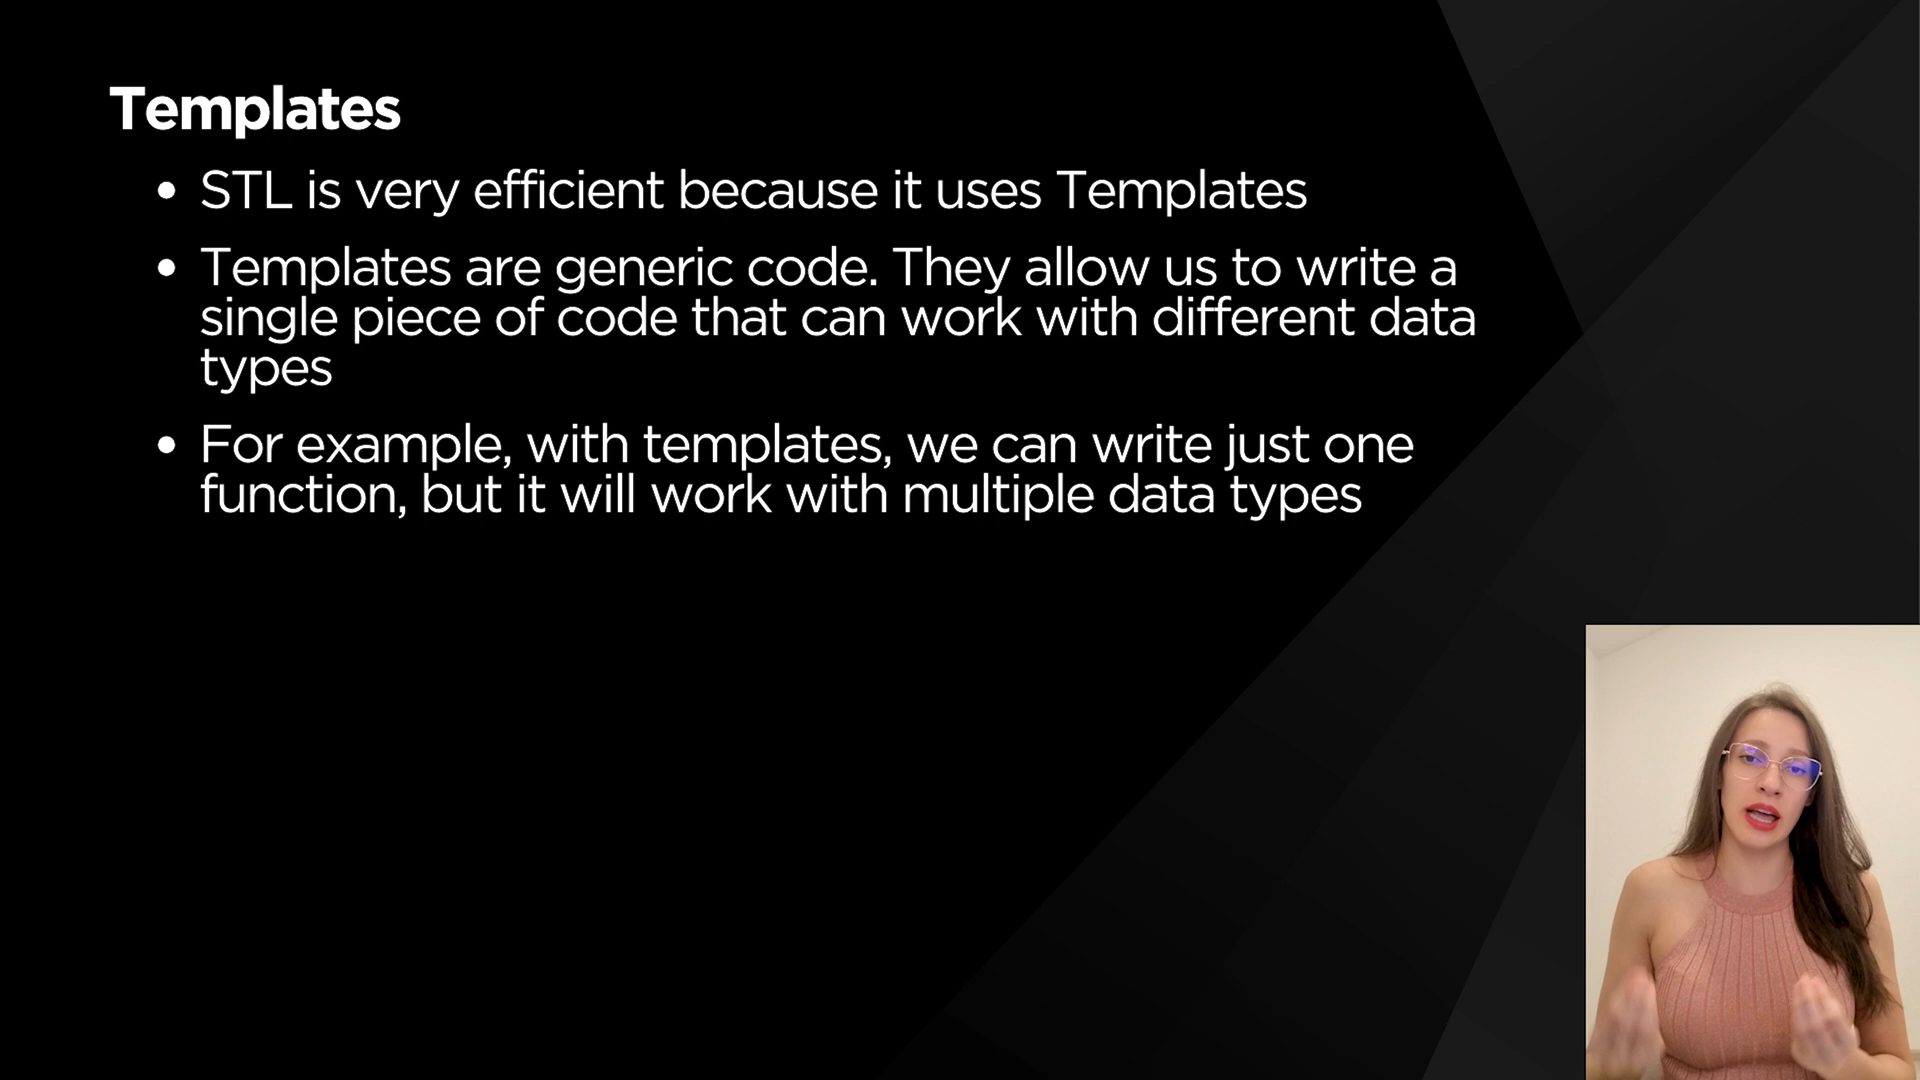 Templates
• STL is very efficient because it uses Templates
• Templates are generic code. They allow us to write a
single piece of code that can work with different data
types
• For example, with templates, we can write just one
function, but it will work with multiple data types